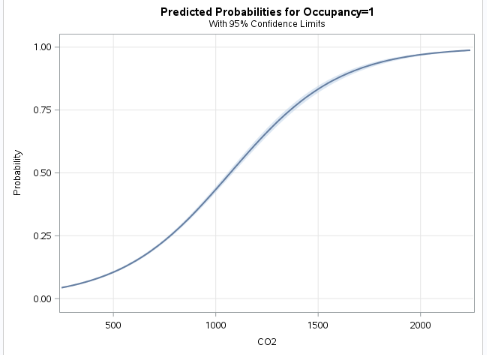 Predicted Probabilities for Occupancy=1
With 95% Confidence Limits
1.00
0.75
0.50
0.25
0.00
Probability
500
1000
1500
2000
CO2